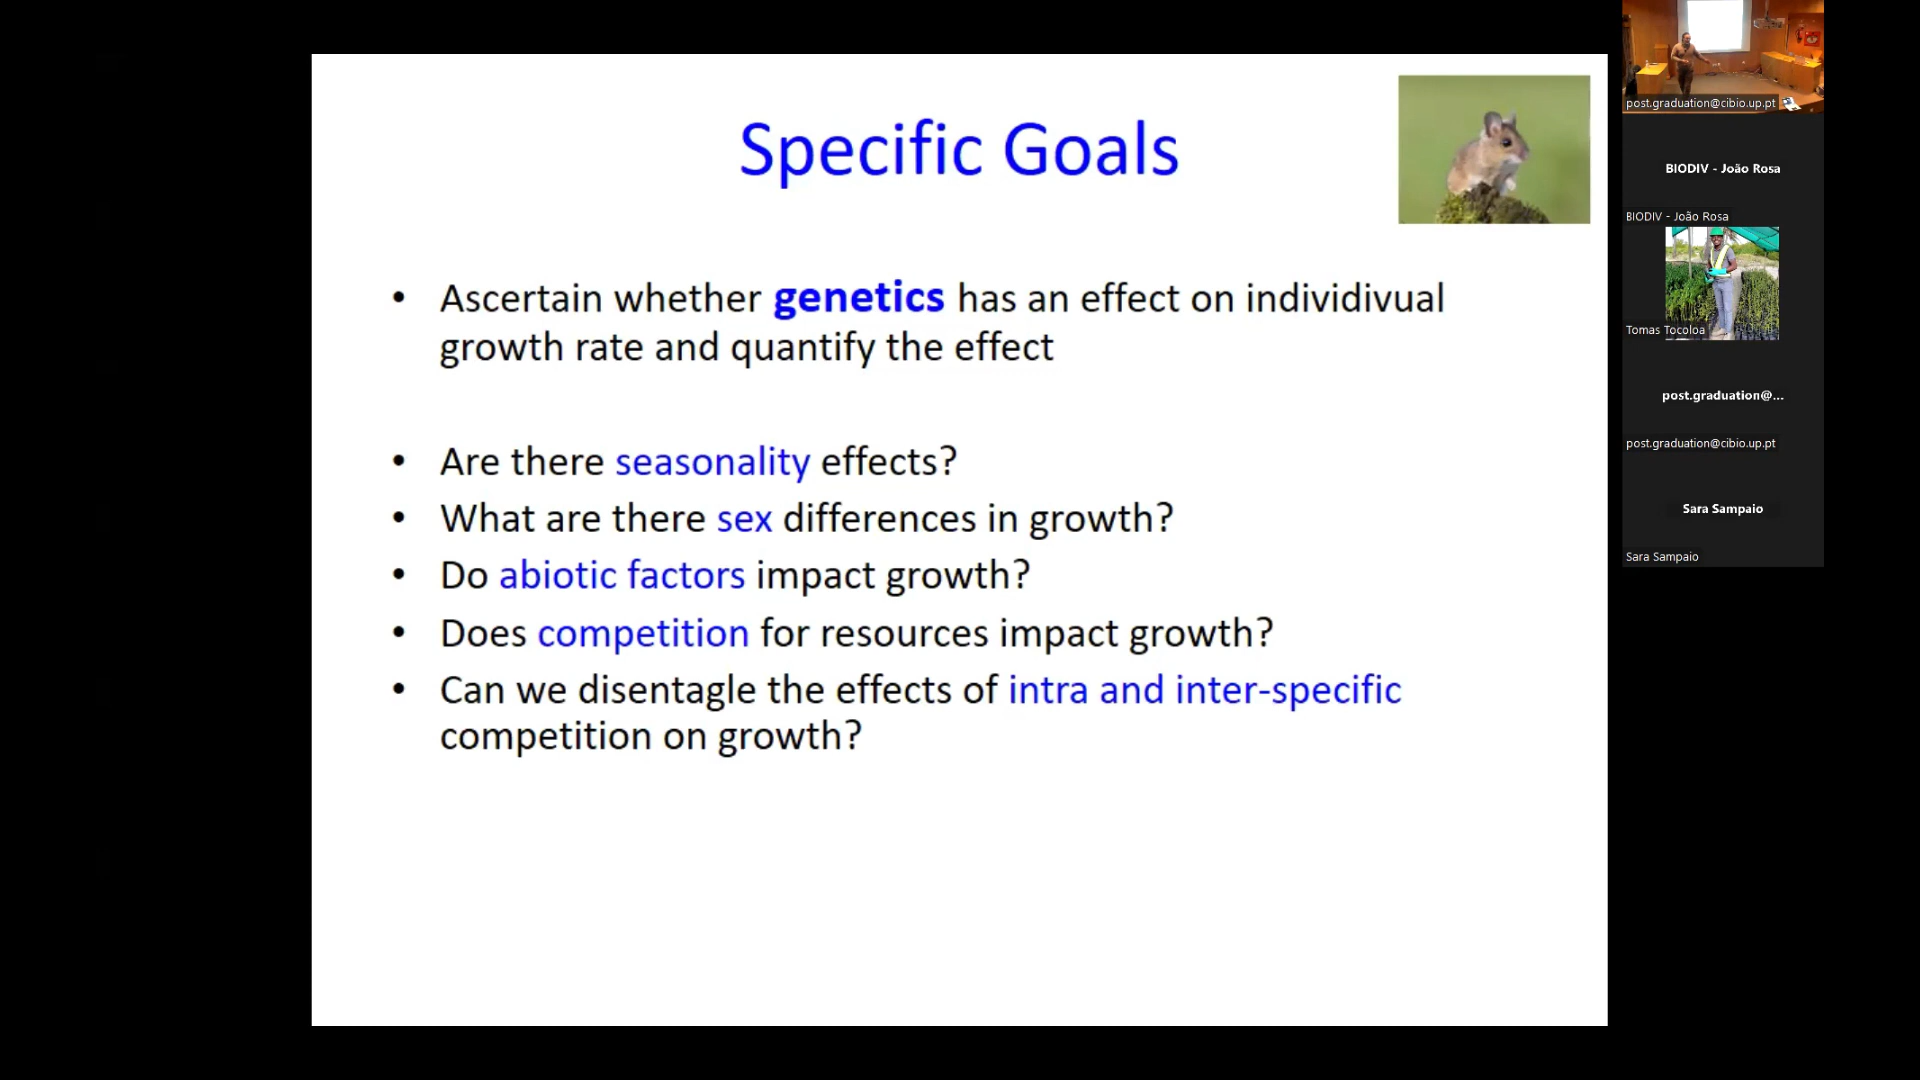 Specific Goals
• Ascertain whether genetics has an effect on individivual
growth rate and quantify the effect
• Are there seasonality effects?
• What are there sex differences in growth?
• Do abiotic factors impact growth?
• Does competition for resources impact growth?
• Can we disentagle the effects of intra and inter-specific
competition on growth?
post.graduation@cibio.up.pt
BIODIV - João Rosa
BIODIV - João Rosa
Tomas Tocoloa
post.graduation@...
post.graduation@cibio.up.pt
Sara Sampaio
Sara Sampaio